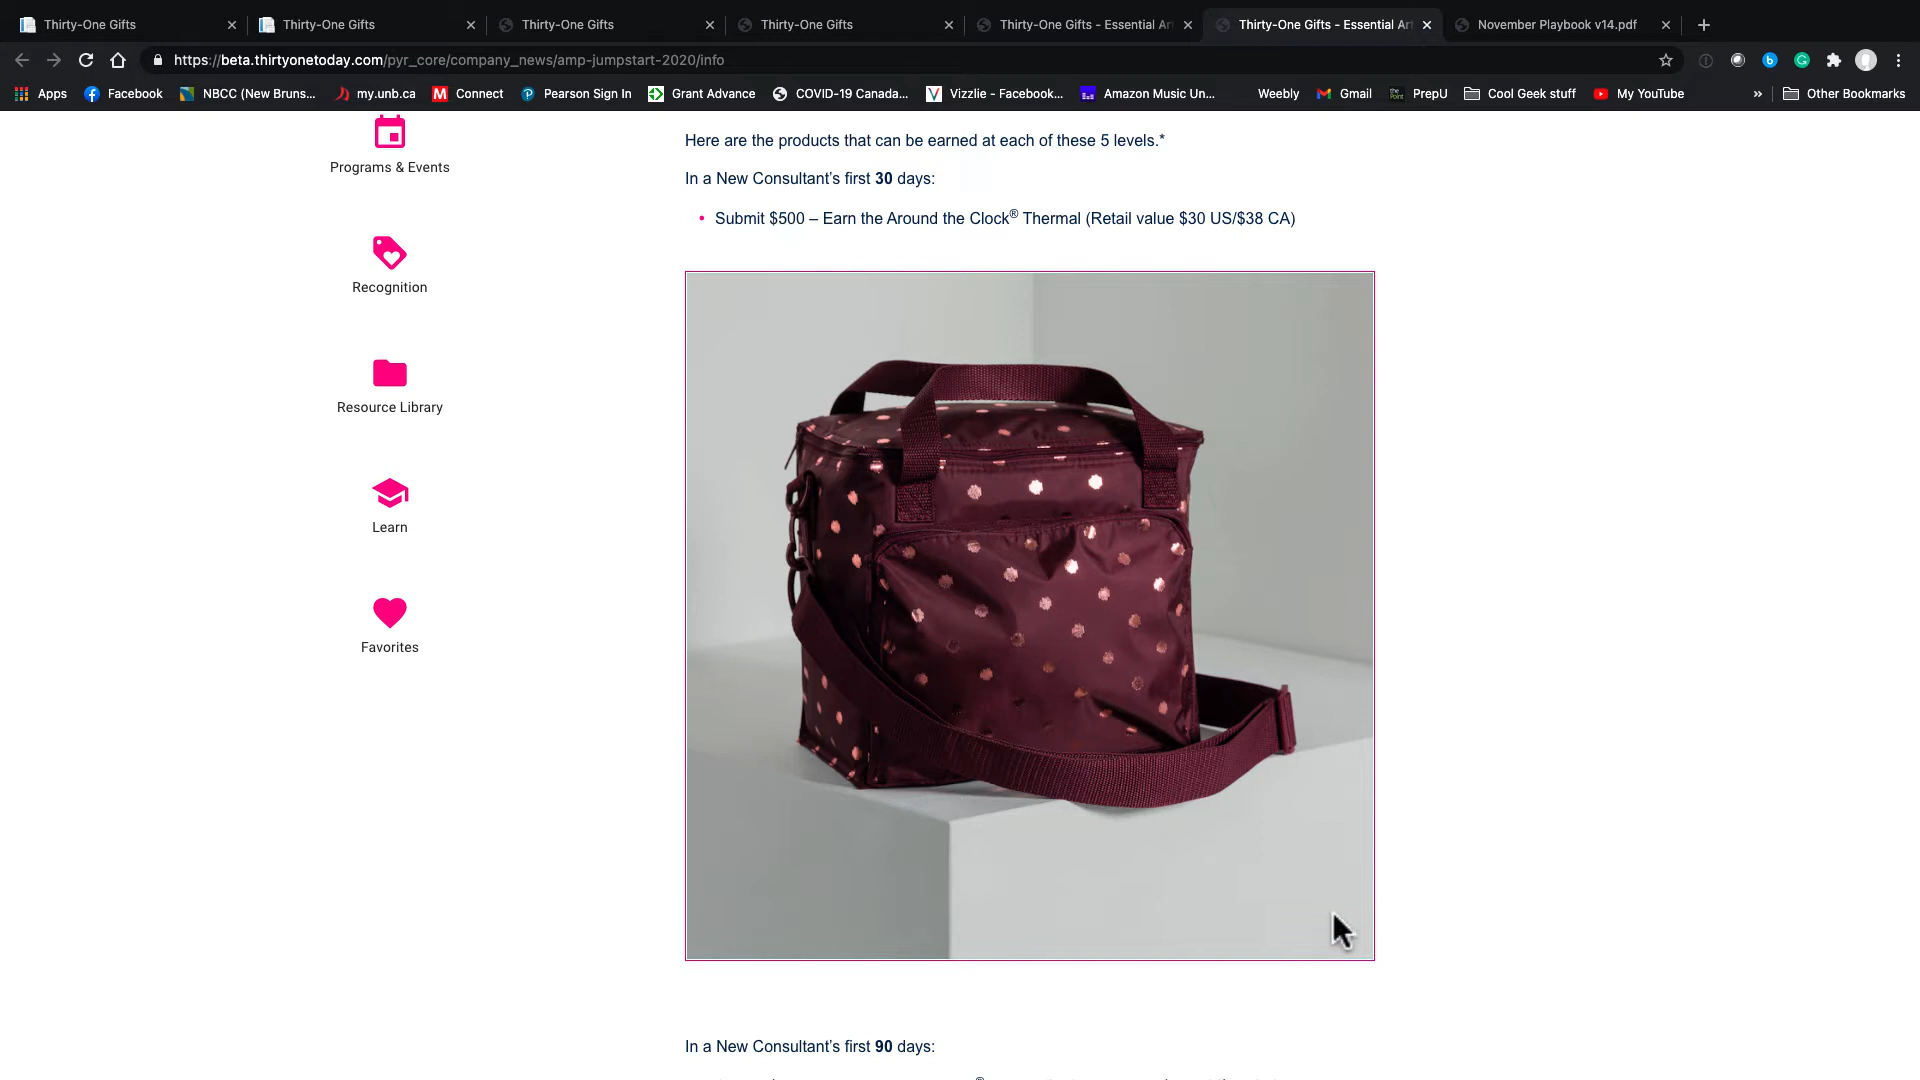 Thirty-One Gifts
Thirty-One Gifts
Thirty-One Gifts
Thirty-One Gifts
Thirty-One Gifts - Essential Ar
Thirty-One Gifts - Essential Ar
November Playbook v14.pdf
https://beta.thirtyonetoday.com/pyr_core/company_news/amp-jumpstart-2020/info
Apps
Facebook
NBCC (New Bruns...
my.unb.ca
Connect
Pearson Sign In
Grant Advance
COVID-19 Canada...
Vizzlie - Facebook...
Amazon Music Un...
Weebly
Gmail
PrepU
Cool Geek stuff
My YouTube
»
Other Bookmarks
Programs & Events
Recognition
Resource Library
Learn
Favorites
Here are the products that can be earned at each of these 5 levels.*
In a New Consultant's first 30 days:
• Submit $500 – Earn the Around the Clock® Thermal (Retail value $30 US/$38 CA)
In a New Consultant's first 90 days: